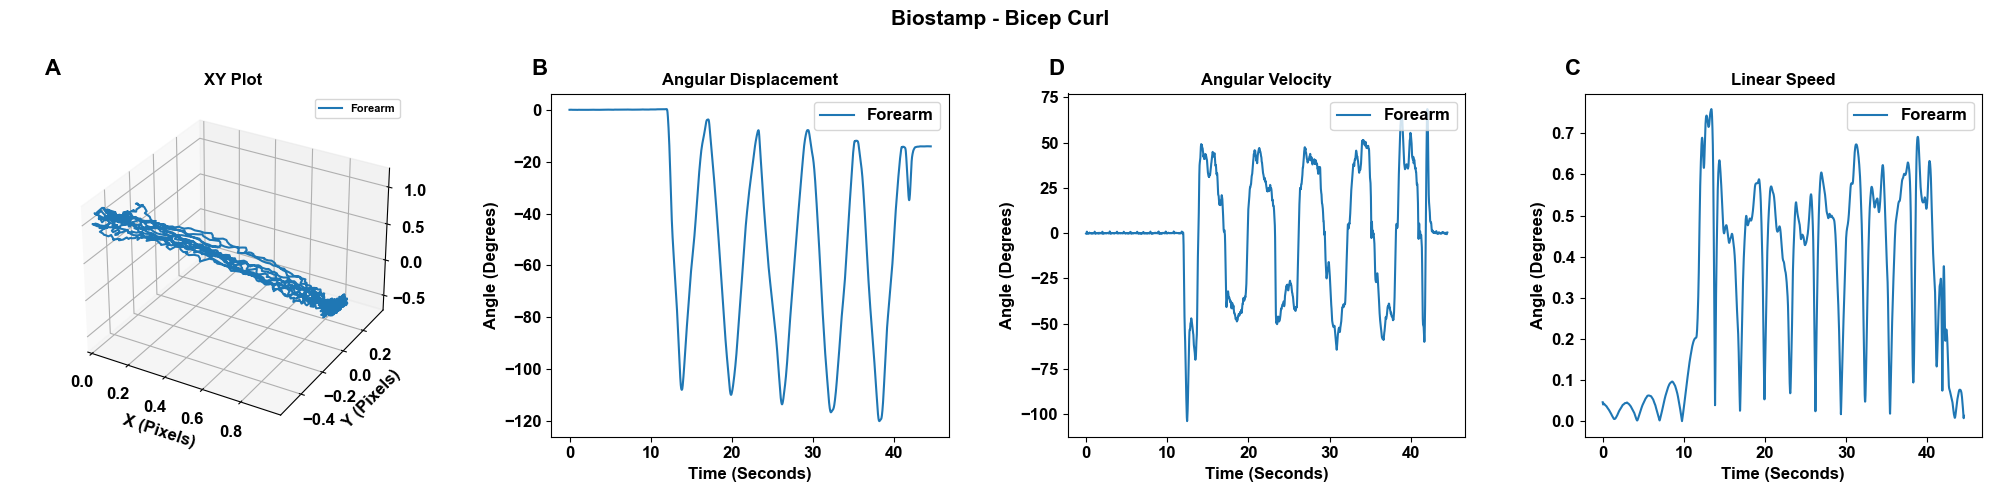 Biostamp - Bicep Curl
A
XY Plot
Forearm
1.0
0.5
0.0
−0.5
0.2
0.0
−0.2
−0.4
Y (Pixels)
0.0
0.2
0.4
0.6
0.8
X (Pixels)
B
Angular Displacement
Forearm
0
−20
−40
−60
−80
−100
−120
Angle (Degrees)
0
10
20
30
40
Time (Seconds)
D
Angular Velocity
Forearm
75
50
25
0
−25
−50
−75
−100
Angle (Degrees)
0
10
20
30
40
Time (Seconds)
C
Linear Speed
Forearm
0.7
0.6
0.5
0.4
0.3
0.2
0.1
0.0
Angle (Degrees)
0
10
20
30
40
Time (Seconds)